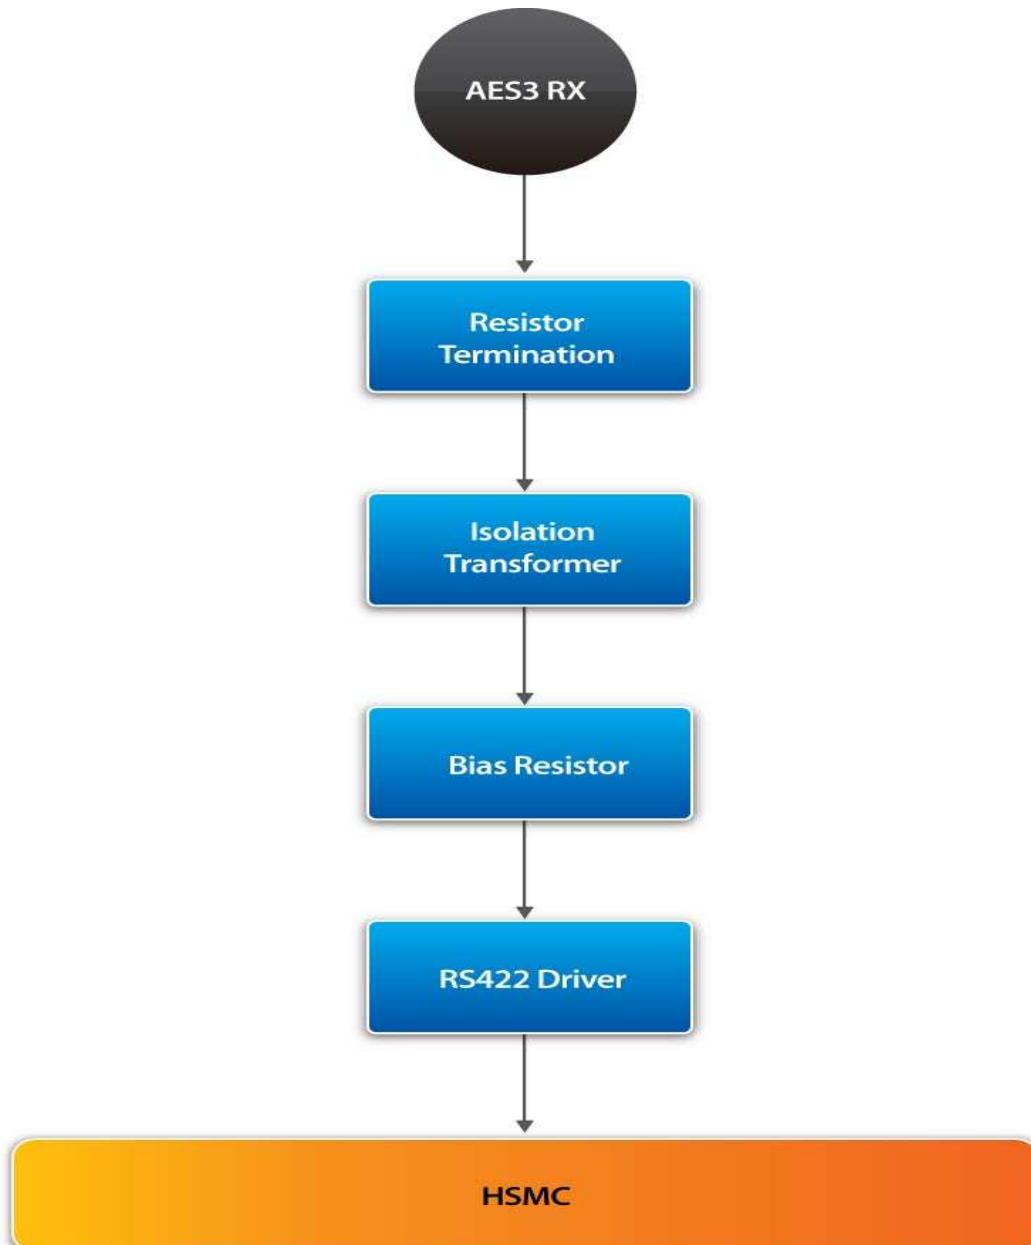 AES3 RX
Resistor
Termination
Isolation
Transformer
Bias Resistor
RS422 Driver
HSMC